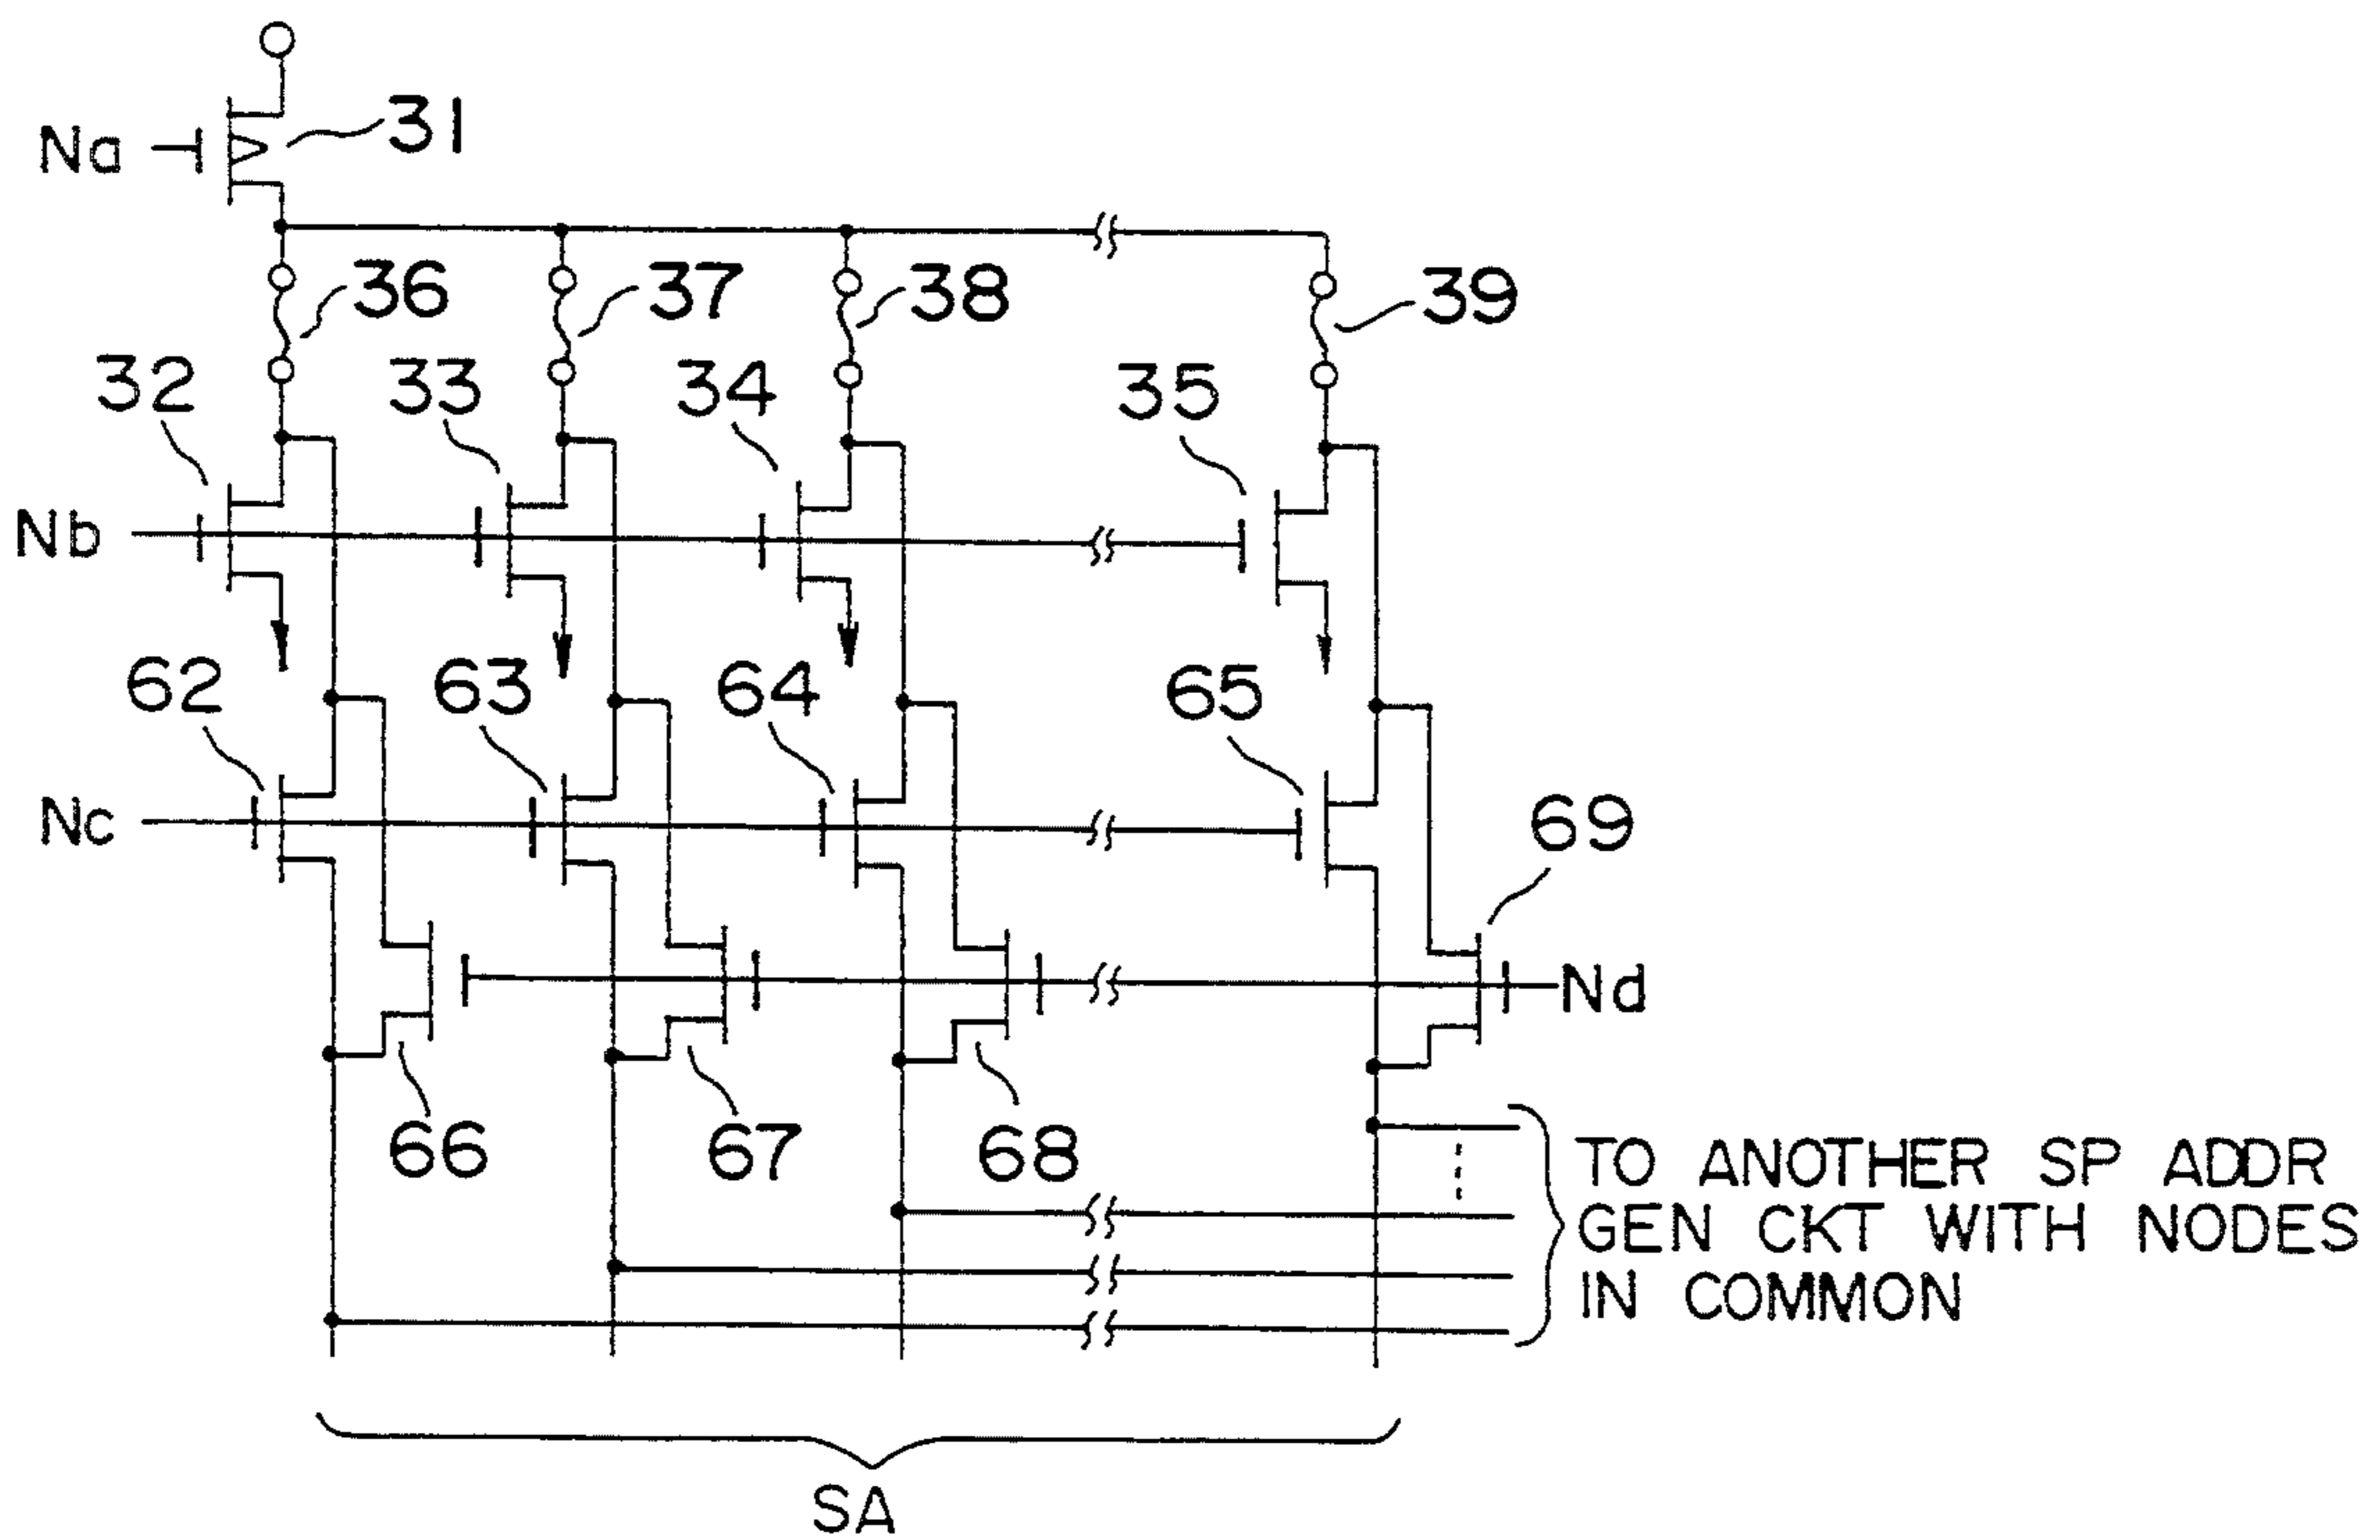 Na
31
36
37
38
39
32
33
34
35
Nb
62
63
64
65
Nc
69
Nd
66
67
68
TO ANOTHER SP ADDR
GEN CKT WITH NODES
IN COMMON
SA